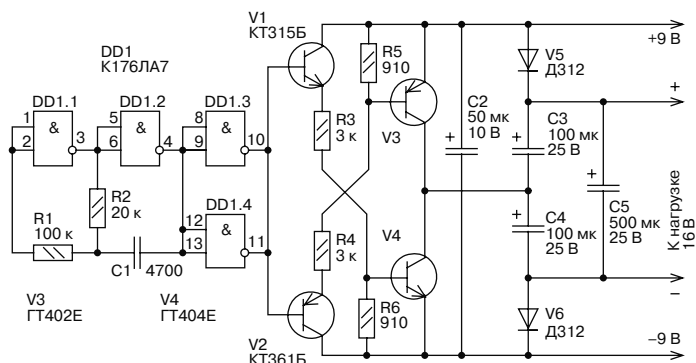 V1
КТ315Б
+9 В
DD1
К176ЛА7
R5
910
V5
Д312
DD1.1
DD1.2
DD1.3
R3
3 к
V3
C2
50 мк
10 В
+
C3
100 мк
25 В
+
1
2
&
3
5
6
&
4
8
9
&
10
+
+
DD1.4
R2
20 к
12
13
&
11
R4
3 к
V4
C4
100 мк
25 В
+
C5
500 мк
25 В
К нагрузке
16 В
R1
100 к
C1
4700
R6
910
–
V3
ГТ402Е
V4
ГТ404Е
V6
Д312
V2
КТ361Б
–9 В